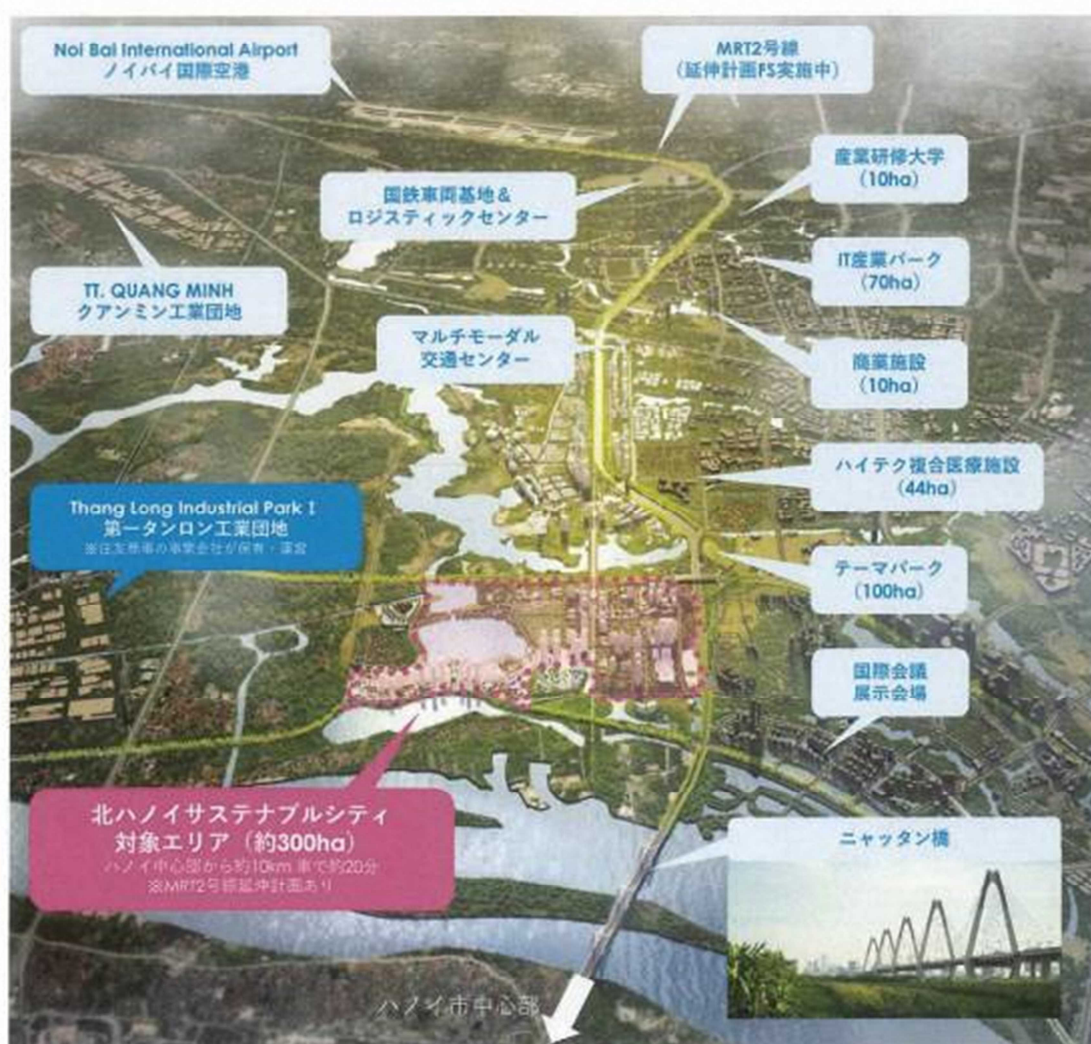 Noi Bai International Airport
ノイバイ国際空港
MRT2号線
(延伸計画FS実施中)
産業研修大学
(10ha)
国鉄車両基地&
ロジスティックセンター
IT産業パーク
(70ha)
TT. QUANG MINH
クアンミン工業団地
マルチモーダル
交通センター
商業施設
(10ha)
ハイテク複合医療施設
(44ha)
Thang Long Industrial Park I
第一タンロン工業団地
※住友商事の事業会社が保有・運営
テーマパーク
(100ha)
国際会議
展示会場
北ハノイサステナブルシティ
対象エリア(約300ha)
ハノイ中心部から約10km 車で約20分
※MRT2号線延伸計画あり
ニャッタン橋
ハノイ市中心部